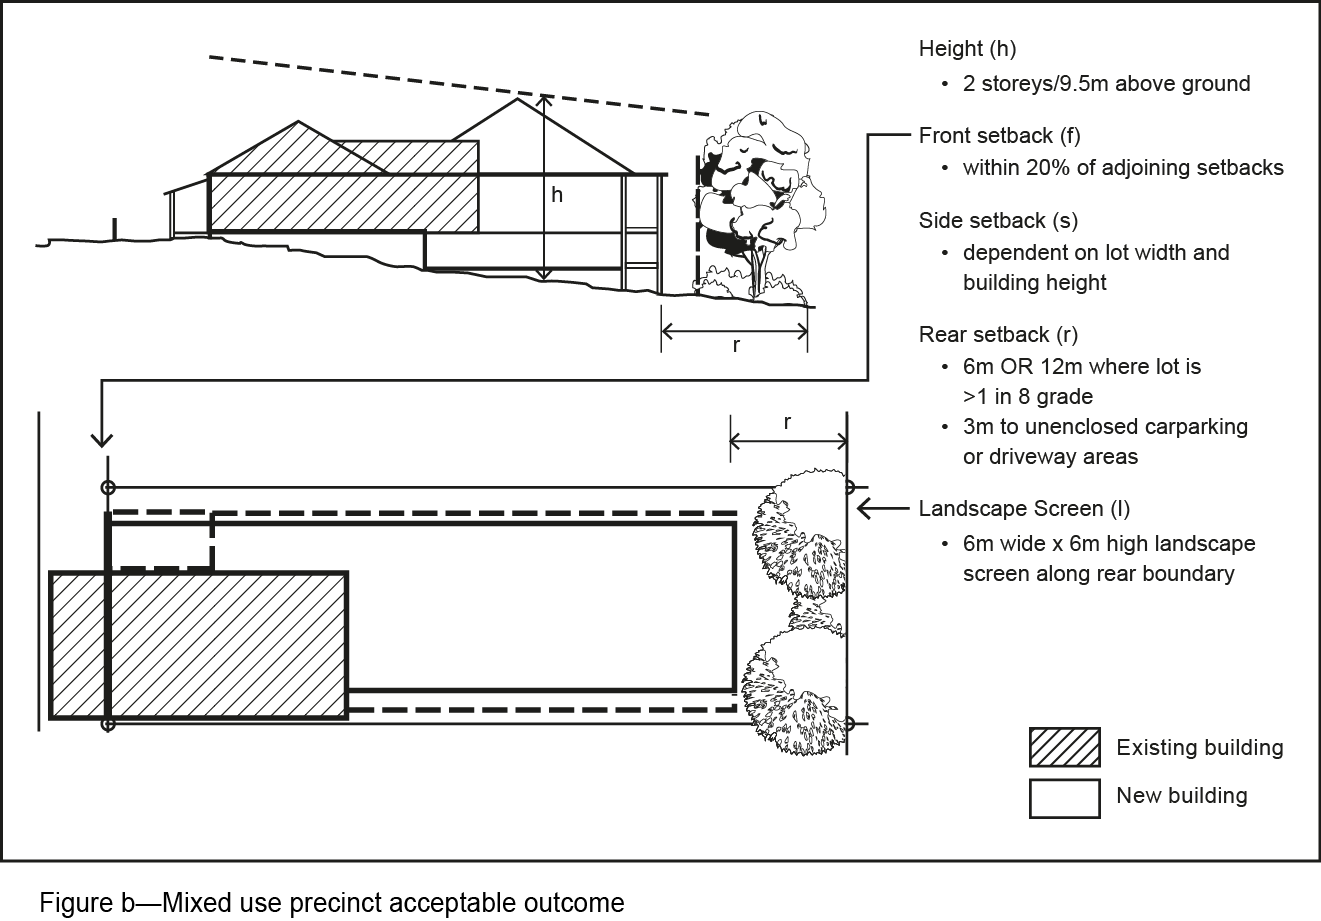 Height (h)
• 2 storeys/9.5m above ground
Front setback (f)
• within 20% of adjoining setbacks
Side setback (s)
• dependent on lot width and
building height
Rear setback (r)
• 6m OR 12m where lot is
>1 in 8 grade
• 3m to unenclosed carparking
or driveway areas
Landscape Screen (l)
• 6m wide x 6m high landscape
screen along rear boundary
h
r
r
Existing building
New building
Figure b—Mixed use precinct acceptable outcome